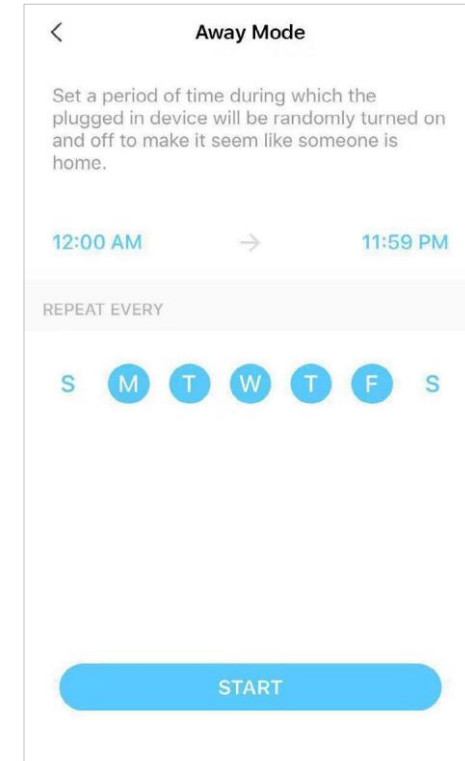 Away Mode
Set a period of time during which the
plugged in device will be randomly turned on
and off to make it seem like someone is
home.
12:00 AM → 11:59 PM
REPEAT EVERY
S M T W T F S
START